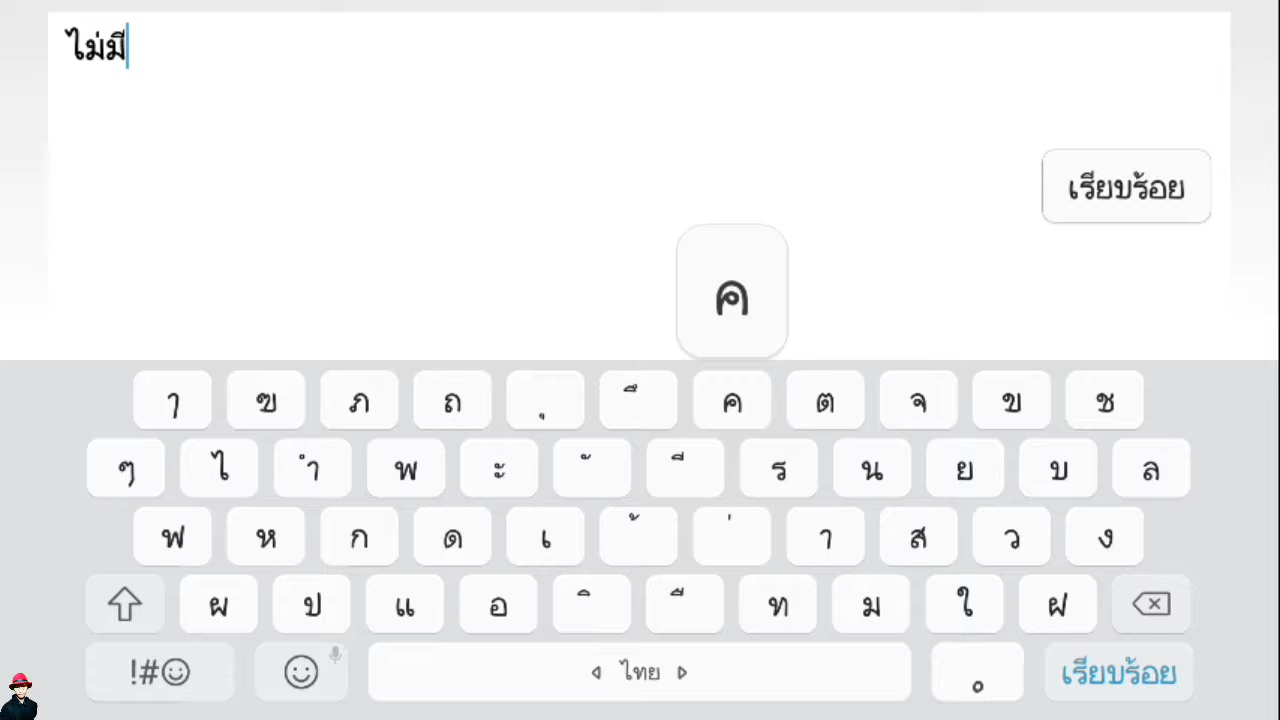 ไม่มี
เรียบร้อย
ค
ๅ ฃ ภ ถ ุ ึ ค ต จ ข ช
ๆ ไ ำ พ ะ ั ี ร น ย บ ล
ฟ ห ก ด เ ้ ่ า ส ว ง
ผ ป แ อ ิ ื ท ม ใ ฝ
!#☺ ไทย เรียบร้อย